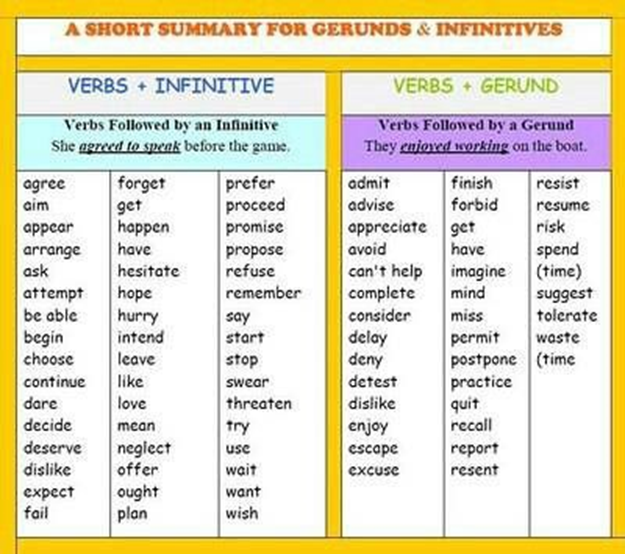 A SHORT SUMMARY FOR GERUNDS & INFINITIVES
VERBS + INFINITIVE
Verbs Followed by an Infinitive
She agreed to speak before the game.
agree
aim
appear
arrange
ask
attempt
be able
begin
choose
continue
dare
decide
deserve
dislike
expect
fail
forget
get
happen
have
hesitate
hope
hurry
intend
leave
like
love
mean
neglect
offer
ought
plan
prefer
proceed
promise
propose
refuse
remember
say
start
stop
swear
threaten
try
use
wait
want
wish
VERBS + GERUND
Verbs Followed by a Gerund
They enjoyed working on the boat.
admit
advise
appreciate
avoid
can't help
complete
consider
delay
deny
detest
dislike
enjoy
escape
excuse
finish
forbid
get
have
imagine
mind
miss
permit
postpone
practice
quit
recall
report
resent
resist
resume
risk
spend
(time)
suggest
tolerate
waste
(time